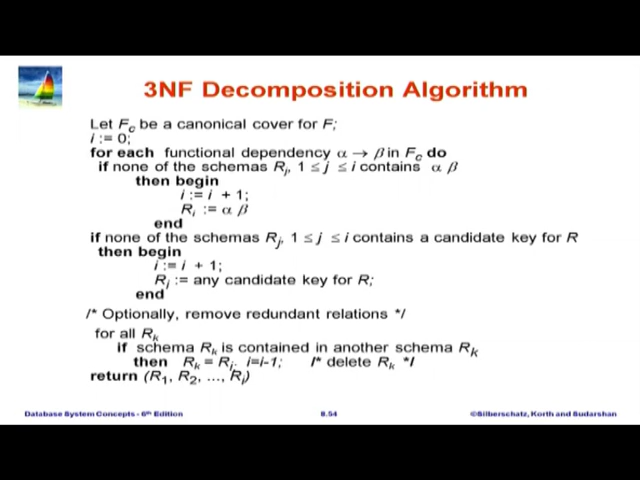 3NF Decomposition Algorithm
Let Fc be a canonical cover for F;
i := 0;
for each functional dependency α → β in Fc do
if none of the schemas Rj, 1 ≤ j ≤ i contains α β
then begin
i := i + 1;
Ri := α β
end
if none of the schemas Rj, 1 ≤ j ≤ i contains a candidate key for R
then begin
i := i + 1;
Ri := any candidate key for R;
end
/* Optionally, remove redundant relations */
for all Rk
if schema Rk is contained in another schema Rk
then Rk = Rj; i=i-1; /* delete Rk */
return (R1, R2, ..., Ri)
Database System Concepts - 6th Edition 8.54 ©Silberschatz, Korth and Sudarshan